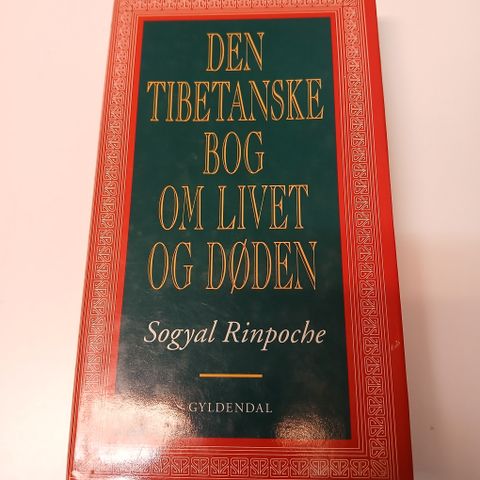 DEN
TIBETANSKE
BOG
OM LIVET
OG DØDEN
Sogyal Rinpoche
GYLDENDAL